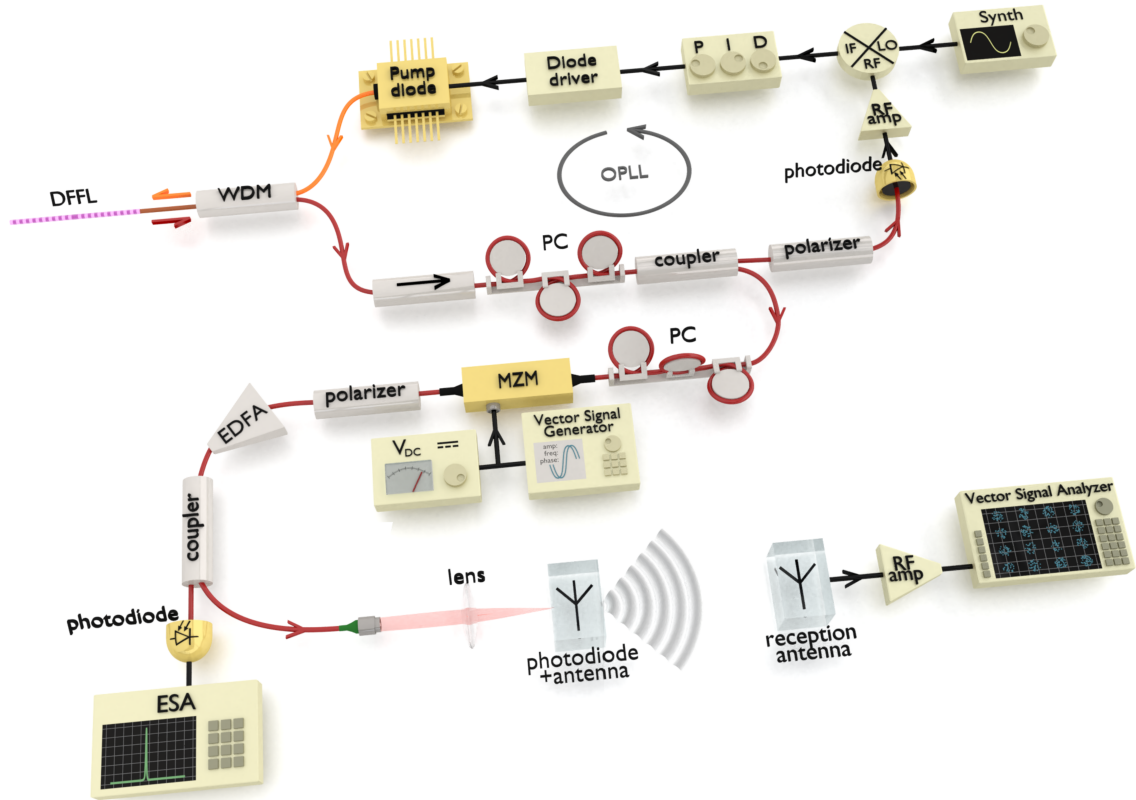 Synth
P I D
IF LO
RF
Diode
driver
Pump
diode
RF
amp
photodiode
OPLL
DFFL
WDM
PC
coupler
polarizer
PC
MZM
polarizer
EDFA
Vector Signal
Generator
amp:
freq:
phase:
VDC
coupler
Vector Signal Analyzer
RF
amp
lens
photodiode
photodiode
+antenna
reception
antenna
ESA